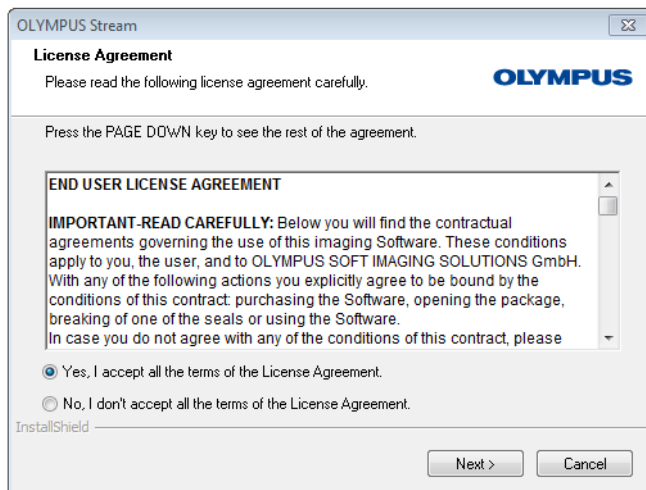 OLYMPUS Stream
License Agreement
Please read the following license agreement carefully.
OLYMPUS
Press the PAGE DOWN key to see the rest of the agreement.
END USER LICENSE AGREEMENT
IMPORTANT-READ CAREFULLY: Below you will find the contractual
agreements governing the use of this imaging Software. These conditions
apply to you, the user, and to OLYMPUS SOFT IMAGING SOLUTIONS GmbH.
With any of the following actions you explicitly agree to be bound by the
conditions of this contract: purchasing the Software, opening the package,
breaking of one of the seals or using the Software.
In case you do not agree with any of the conditions of this contract, please
Yes, I accept all the terms of the License Agreement.
No, I don't accept all the terms of the License Agreement.
InstallShield
Next >
Cancel